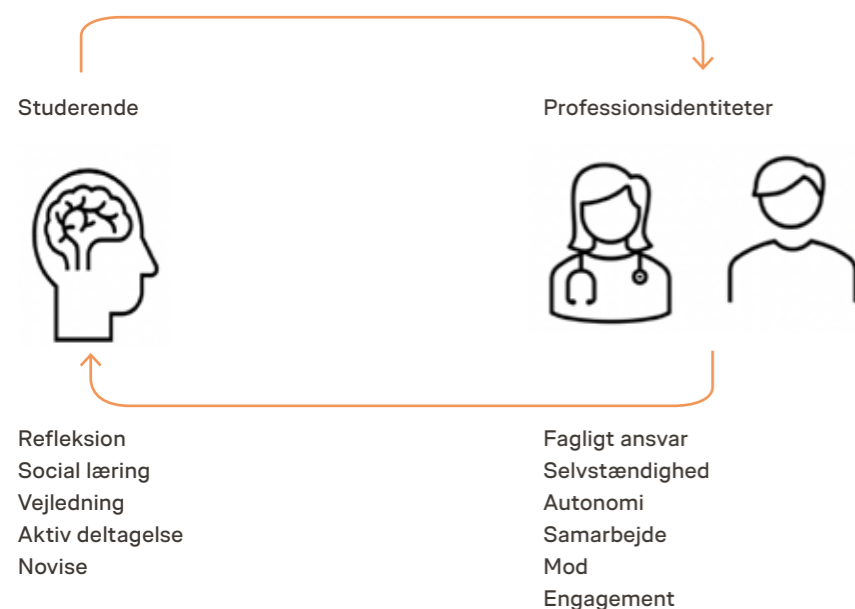 Studerende
Professionsidentiteter
Refleksion
Social læring
Vejledning
Aktiv deltagelse
Novise
Fagligt ansvar
Selvstændighed
Autonomi
Samarbejde
Mod
Engagement